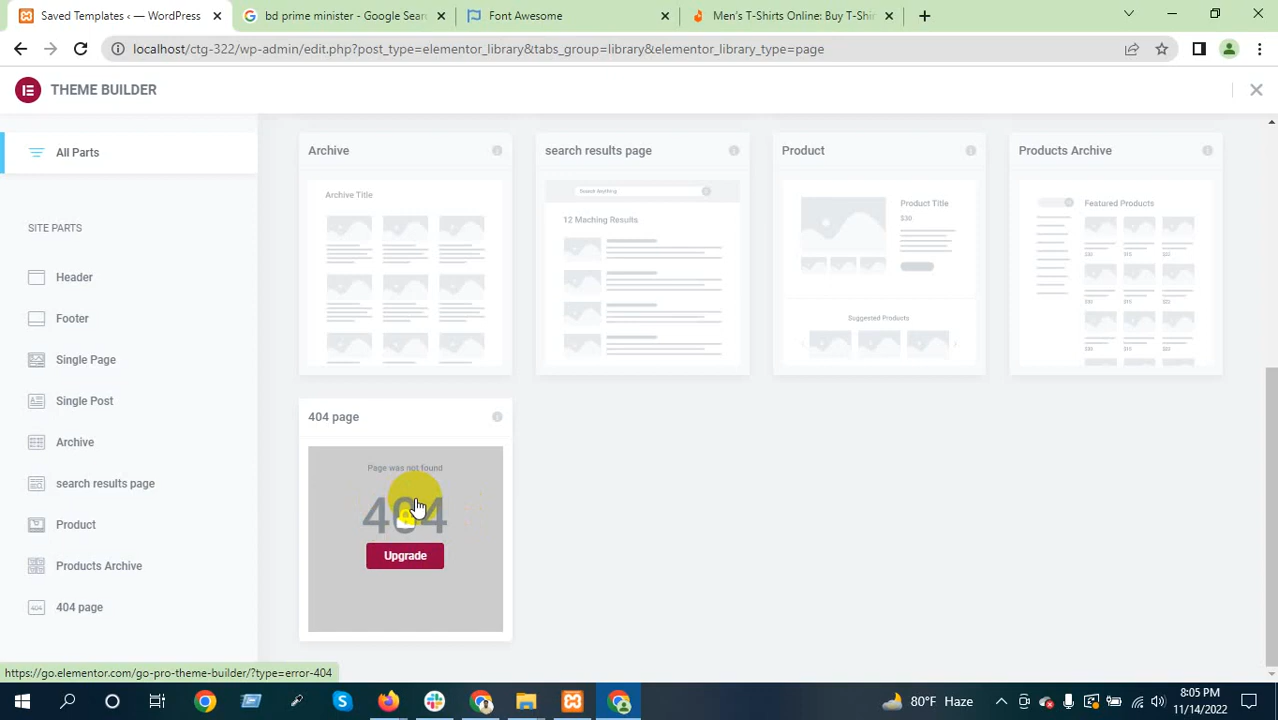 Saved Templates ‹ — WordPress
bd prime minister - Google Sear
Font Awesome
Men's T-Shirts Online: Buy T-Shir
localhost/ctg-322/wp-admin/edit.php?post_type=elementor_library&tabs_group=library&elementor_library_type=page
THEME BUILDER
All Parts
SITE PARTS
Header
Footer
Single Page
Single Post
Archive
search results page
Product
Products Archive
404 page
Archive
search results page
Product
Products Archive
Archive Title
Search Anything
12 Maching Results
Product Title
$30
Suggested Products
Featured Products
404 page
Page was not found
404
Upgrade
https://go.elementor.com/go-pro-theme-builder/?type=error-404
80°F Haze
8:05 PM
11/14/2022